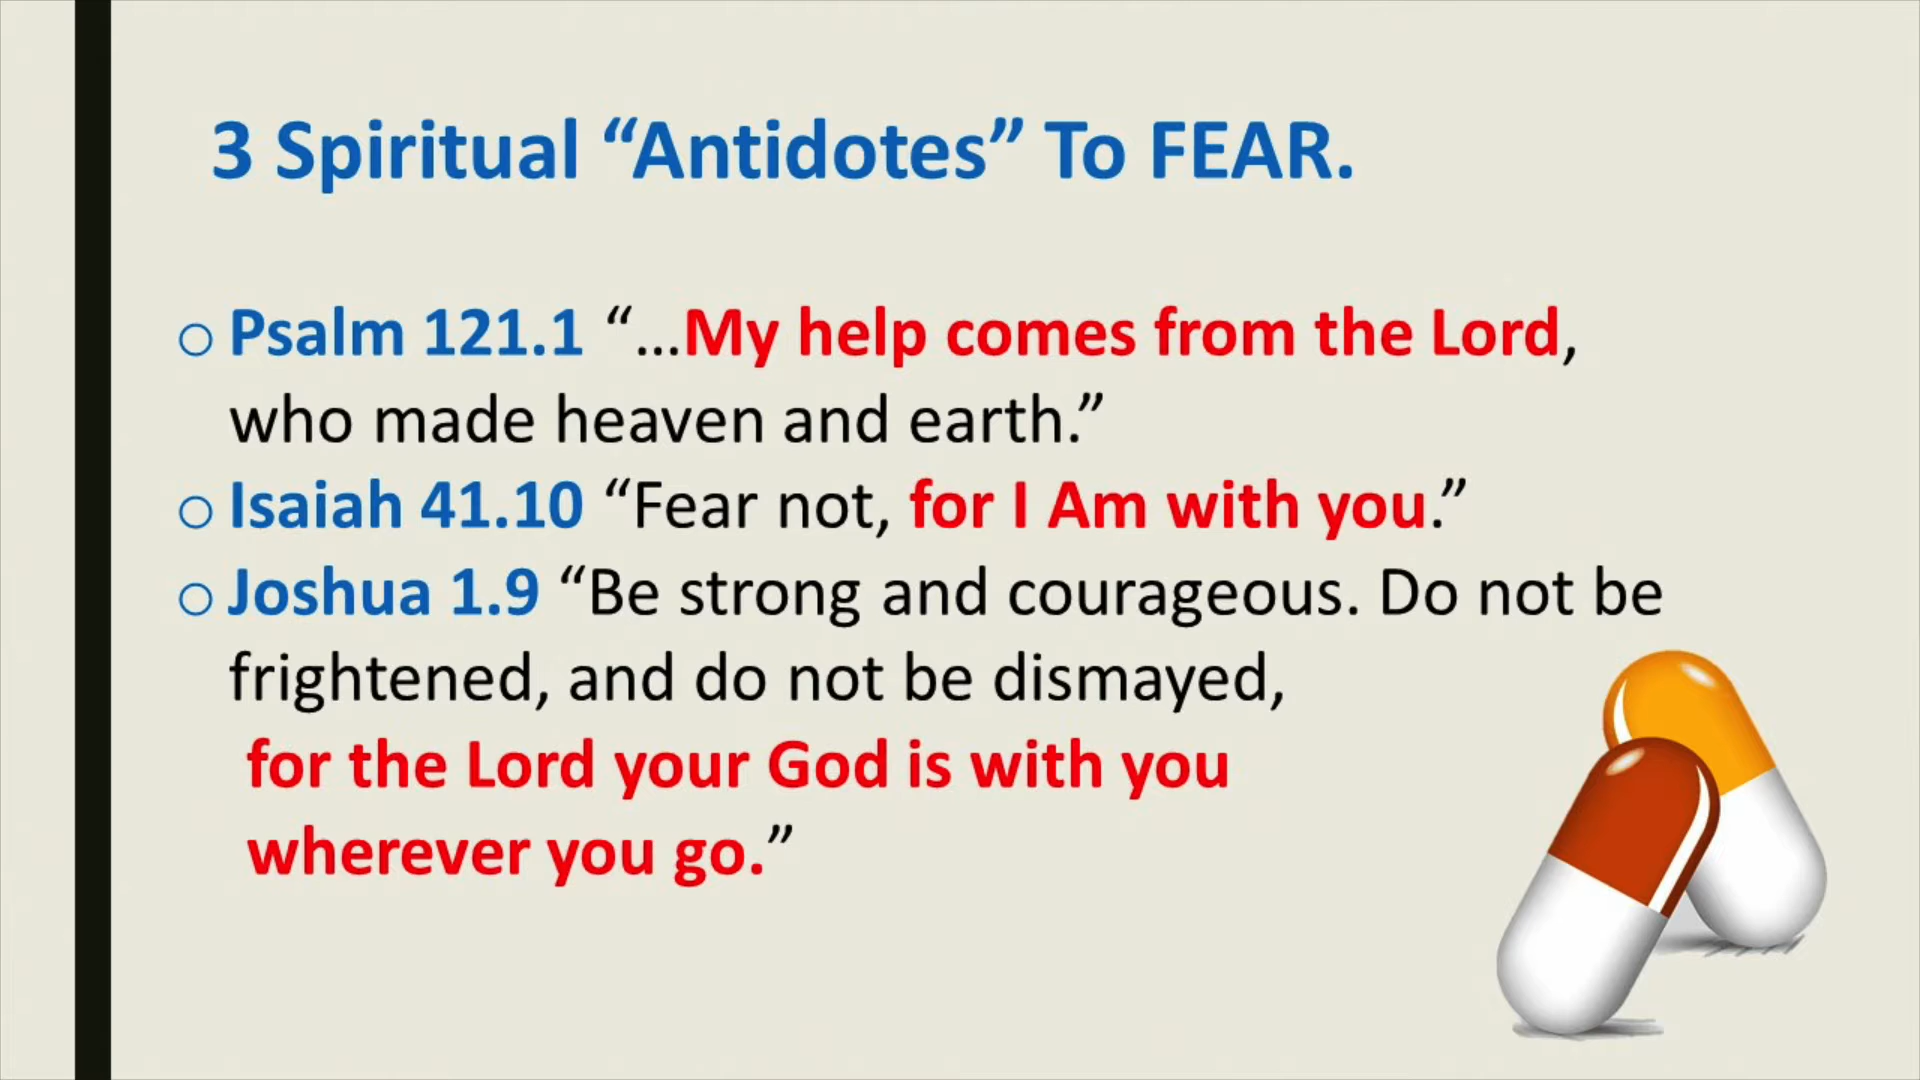 3 Spiritual “Antidotes” To FEAR.
o Psalm 121.1 “...My help comes from the Lord,
who made heaven and earth.”
o Isaiah 41.10 “Fear not, for I Am with you.”
o Joshua 1.9 “Be strong and courageous. Do not be
frightened, and do not be dismayed,
for the Lord your God is with you
wherever you go.”